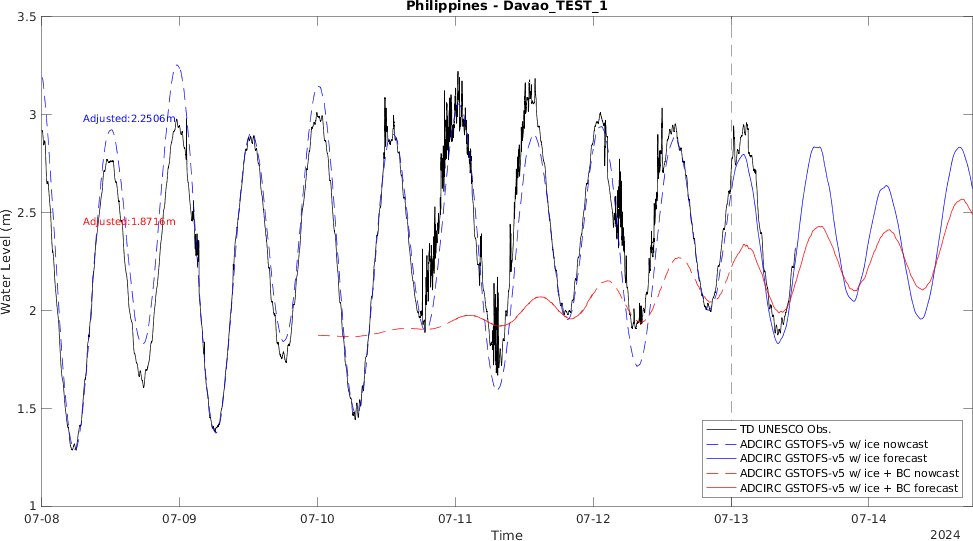 Philippines - Davao_TEST_1
3.5
3
2.5
2
1.5
1
Water Level (m)
Adjusted:2.2506m
Adjusted:1.8716m
TD UNESCO Obs.
ADCIRC GSTOFS-v5 w/ ice nowcast
ADCIRC GSTOFS-v5 w/ ice forecast
ADCIRC GSTOFS-v5 w/ ice + BC nowcast
ADCIRC GSTOFS-v5 w/ ice + BC forecast
07-08 07-09 07-10 07-11 07-12 07-13 07-14
Time
2024